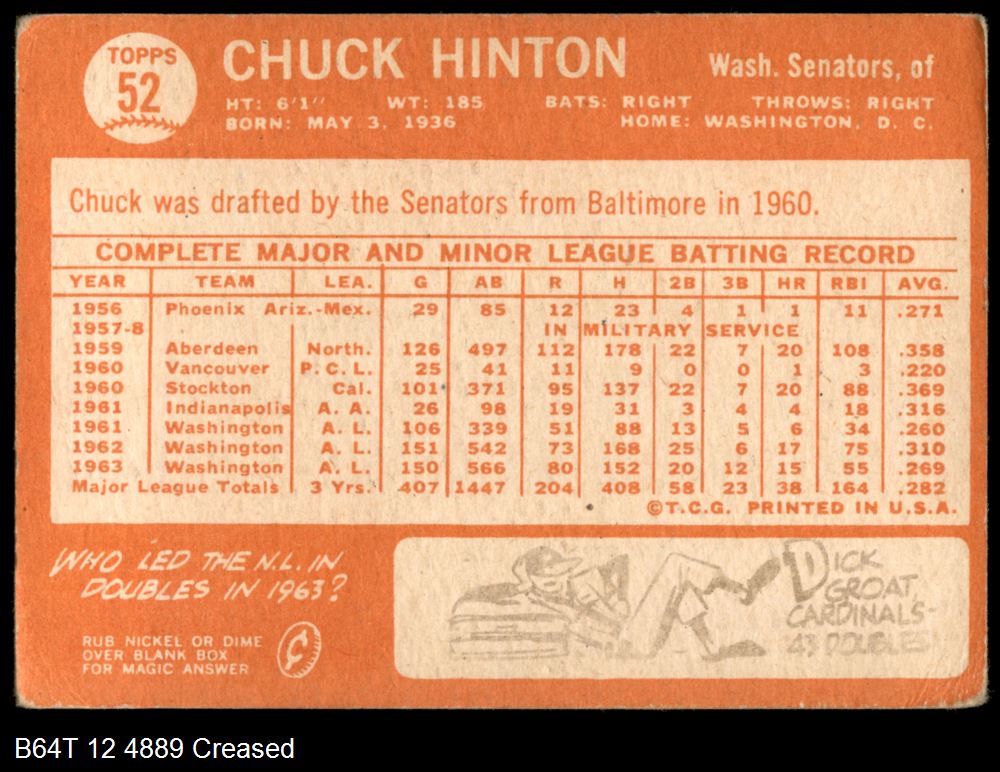 TOPPS
52
CHUCK HINTON
Wash. Senators, of
HT: 6'1" WT: 185 BATS: RIGHT THROWS: RIGHT
BORN: MAY 3, 1936 HOME: WASHINGTON, D. C.
Chuck was drafted by the Senators from Baltimore in 1960.
COMPLETE MAJOR AND MINOR LEAGUE BATTING RECORD
YEAR TEAM LEA. G AB R H 2B 3B HR RBI AVG.
1956 Phoenix Ariz.-Mex. 29 85 12 23 4 1 1 11 .271
1957-8 IN MILITARY SERVICE
1959 Aberdeen North. 126 497 112 178 22 7 20 108 .358
1960 Vancouver P.C.L. 25 41 11 9 0 0 1 3 .220
1960 Stockton Cal. 101 371 95 137 22 7 20 88 .369
1961 Indianapolis A. A. 26 98 19 31 3 4 4 18 .316
1961 Washington A. L. 106 339 51 88 13 5 6 34 .260
1962 Washington A. L. 151 542 73 168 25 6 17 75 .310
1963 Washington A. L. 150 566 80 152 20 12 15 55 .269
Major League Totals 3 Yrs. 407 1447 204 408 58 23 38 164 .282
©T.C.G. PRINTED IN U.S.A.
WHO LED THE N.L. IN
DOUBLES IN 1963?
RUB NICKEL OR DIME
OVER BLANK BOX
FOR MAGIC ANSWER
¢
DICK
GROAT,
CARDINALS-
43 DOUBLES
B64T 12 4889 Creased